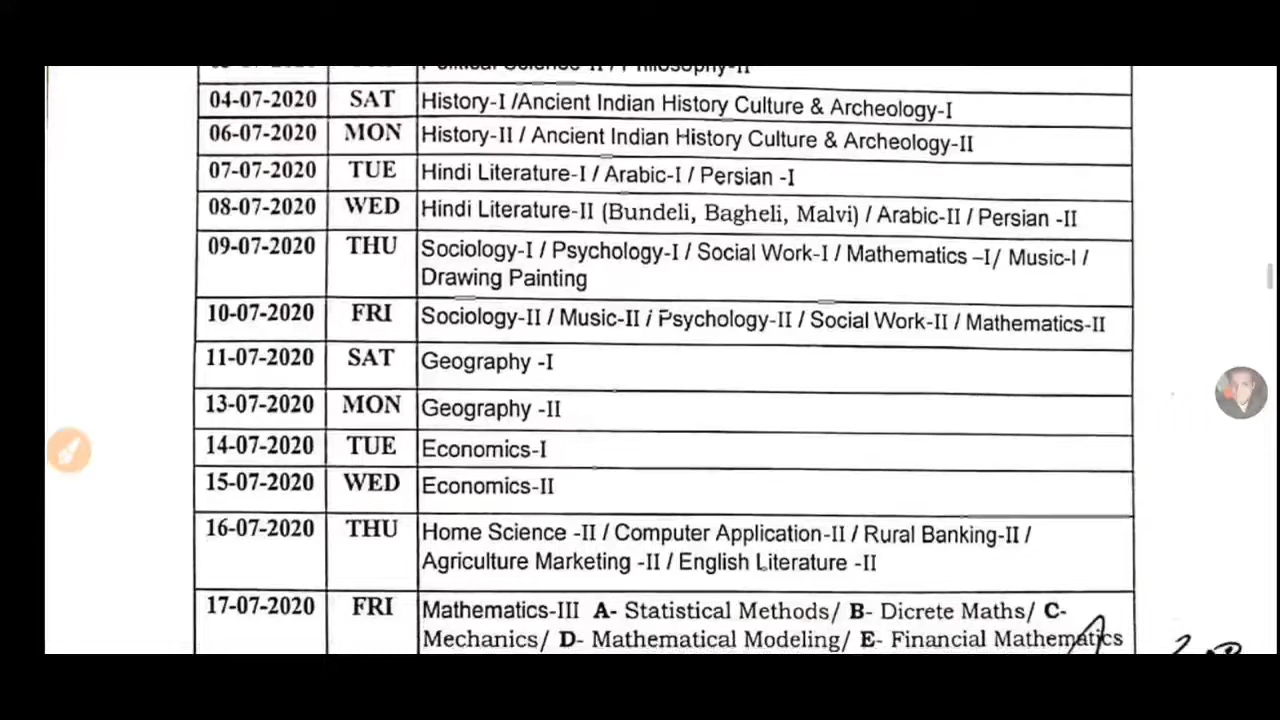 Political Science-II / Philosophy-II
04-07-2020 SAT History-I /Ancient Indian History Culture & Archeology-I
06-07-2020 MON History-II / Ancient Indian History Culture & Archeology-II
07-07-2020 TUE Hindi Literature-I / Arabic-I / Persian -I
08-07-2020 WED Hindi Literature-II (Bundeli, Bagheli, Malvi) / Arabic-II / Persian -II
09-07-2020 THU Sociology-I / Psychology-I / Social Work-I / Mathematics –I/ Music-I /
Drawing Painting
10-07-2020 FRI Sociology-II / Music-II / Psychology-II / Social Work-II / Mathematics-II
11-07-2020 SAT Geography -I
13-07-2020 MON Geography -II
14-07-2020 TUE Economics-I
15-07-2020 WED Economics-II
16-07-2020 THU Home Science -II / Computer Application-II / Rural Banking-II /
Agriculture Marketing -II / English Literature -II
17-07-2020 FRI Mathematics-III A- Statistical Methods/ B- Dicrete Maths/ C-
Mechanics/ D- Mathematical Modeling/ E- Financial Mathematics